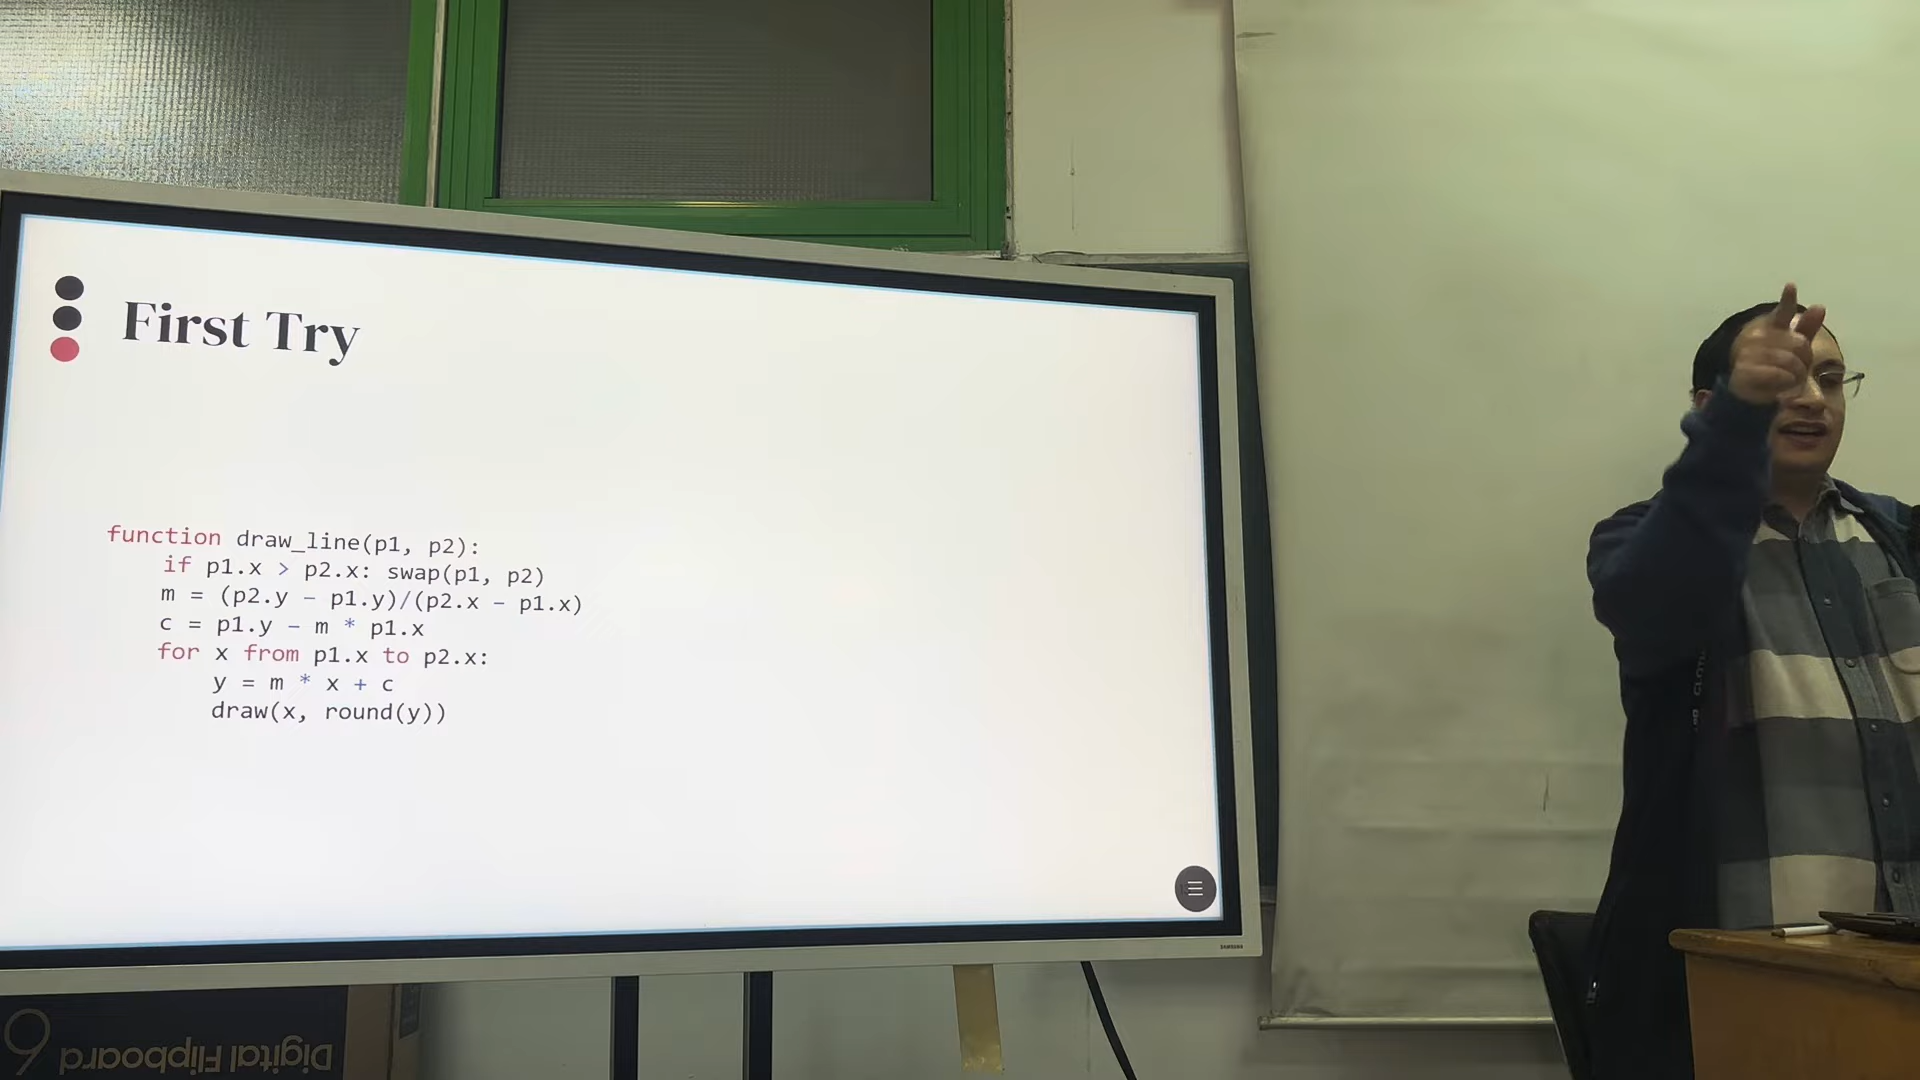 First Try
function draw_line(p1, p2):
    if p1.x > p2.x: swap(p1, p2)
    m = (p2.y - p1.y)/(p2.x - p1.x)
    c = p1.y - m * p1.x
    for x from p1.x to p2.x:
        y = m * x + c
        draw(x, round(y))
SAMSUNG
Digital Flipboard